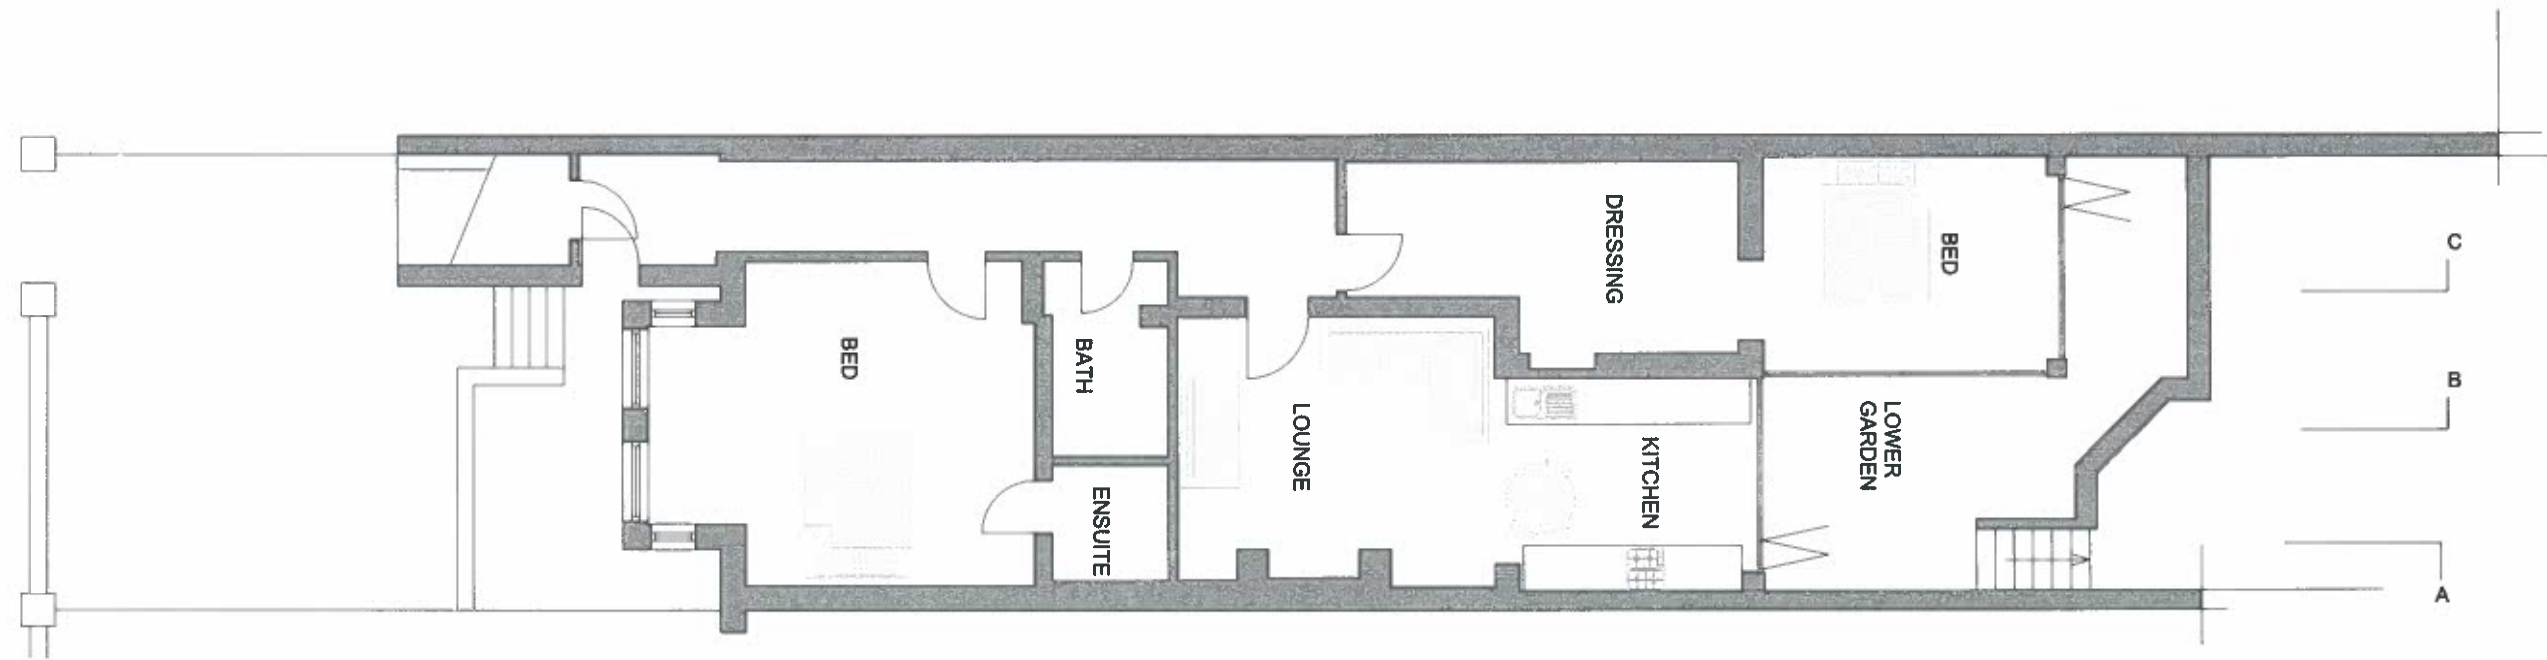 BED
BATH
ENSUITE
LOUNGE
KITCHEN
DRESSING
BED
LOWER
GARDEN
C
B
A